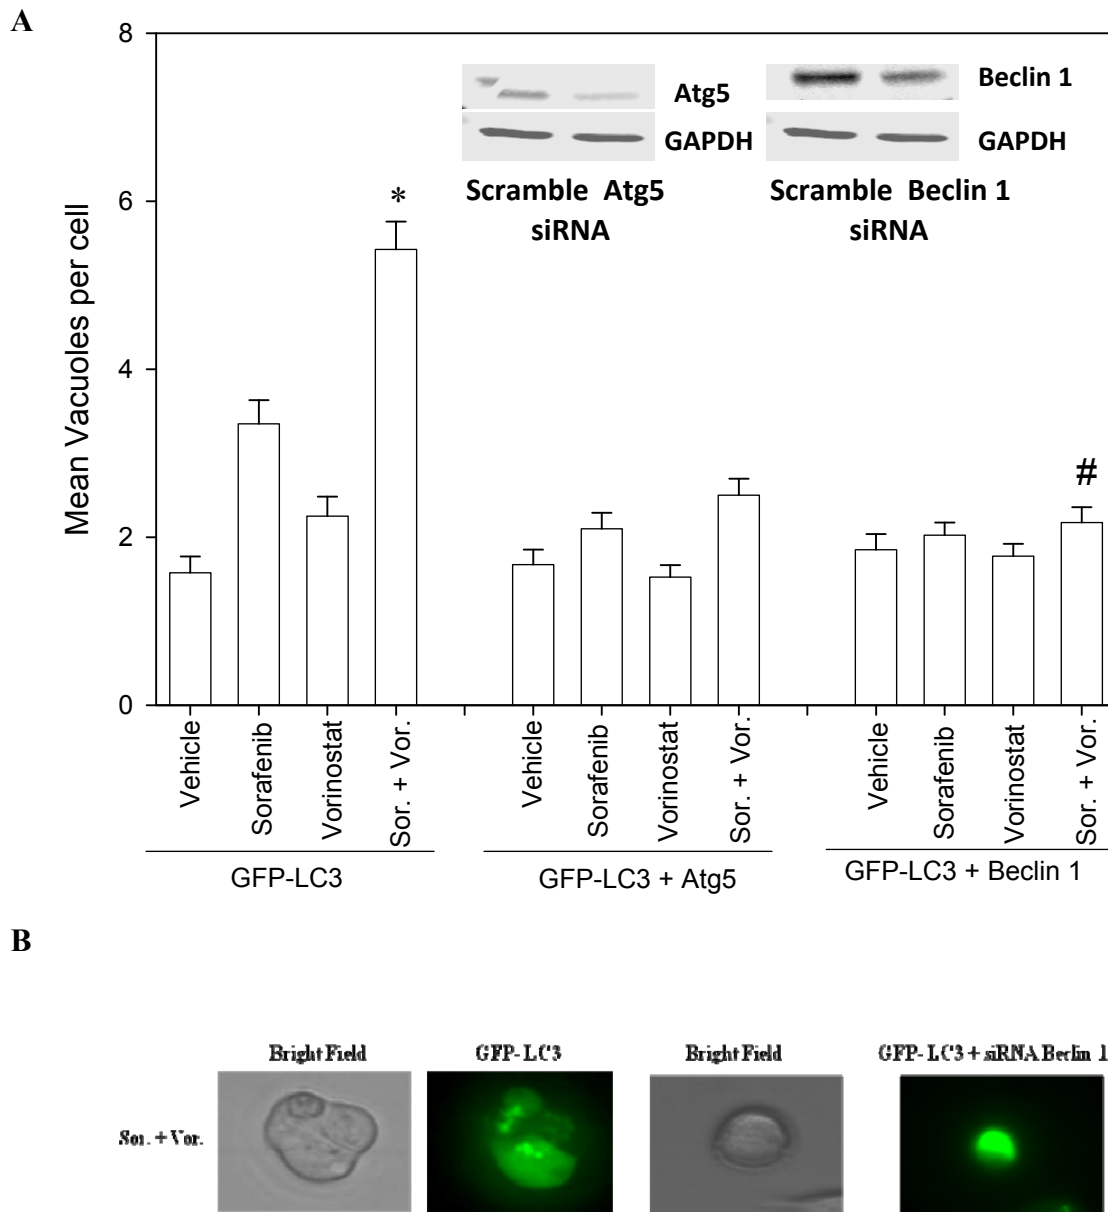 A
8
6
4
2
0
Mean Vacuoles per cell
Atg5
GAPDH
Scramble Atg5
siRNA
Beclin 1
GAPDH
Scramble Beclin 1
siRNA
*
#
Vehicle
Sorafenib
Vorinostat
Sor. + Vor.
Vehicle
Sorafenib
Vorinostat
Sor. + Vor.
Vehicle
Sorafenib
Vorinostat
Sor. + Vor.
GFP-LC3
GFP-LC3 + Atg5
GFP-LC3 + Beclin 1
B
Bright Field
GFP-LC3
Bright Field
GFP-LC3 + siRNA Beclin 1
Sor. + Vor.